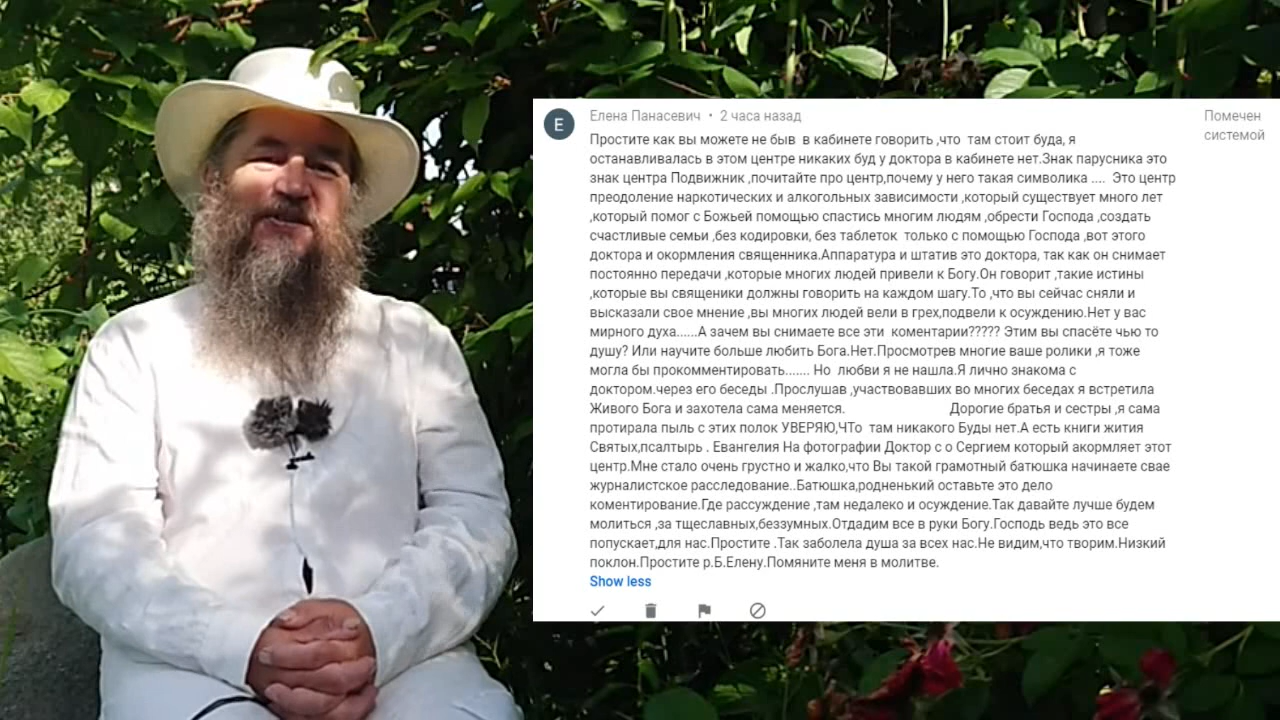 Е
Елена Панасевич • 2 часа назад
Помечен
системой
Простите как вы можете не быв в кабинете говорить ,что там стоит буда, я
останавливалась в этом центре никаких буд у доктора в кабинете нет.Знак парусника это
знак центра Подвижник ,почитайте про центр,почему у него такая символика .... Это центр
преодоление наркотических и алкогольных зависимости ,который существует много лет
,который помог с Божьей помощью спастись многим людям ,обрести Господа ,создать
счастливые семьи ,без кодировки, без таблеток только с помощью Господа ,вот этого
доктора и окормления священника.Аппаратура и штатив это доктора, так как он снимает
постоянно передачи ,которые многих людей привели к Богу.Он говорит ,такие истины
,которые вы священики должны говорить на каждом шагу.То ,что вы сейчас сняли и
высказали свое мнение ,вы многих людей вели в грех,подвели к осуждению.Нет у вас
мирного духа......А зачем вы снимаете все эти коментарии????? Этим вы спасёте чью то
душу? Или научите больше любить Бога.Нет.Просмотрев многие ваше ролики ,я тоже
могла бы прокомментировать....... Но любви я не нашла.Я лично знакома с
доктором.через его беседы .Прослушав ,участвовавших во многих беседах я встретила
Живого Бога и захотела сама меняется. Дорогие братья и сестры ,я сама
протирала пыль с этих полок УВЕРЯЮ,ЧТо там никакого Буды нет.А есть книги жития
Святых,псалтырь . Евангелия На фотографии Доктор с о Сергием который акормляет этот
центр.Мне стало очень грустно и жалко,что Вы такой грамотный батюшка начинаете свае
журналистское расследование..Батюшка,родненький оставьте это дело
коментирование.Где рассуждение ,там недалеко и осуждение.Так давайте лучше будем
молиться ,за тщеславных,беззумных.Отдадим все в руки Богу.Господь ведь это все
попускает,для нас.Простите .Так заболела душа за всех нас.Не видим,что творим.Низкий
поклон.Простите р.Б.Елену.Помяните меня в молитве.
Show less